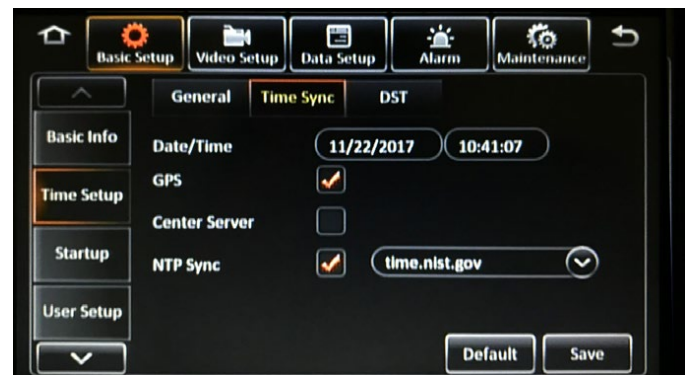 Basic Setup Video Setup Data Setup Alarm Maintenance
General Time Sync DST
Basic Info
Date/Time 11/22/2017 10:41:07
GPS
Time Setup
Center Server
Startup
NTP Sync time.nist.gov
User Setup
Default Save